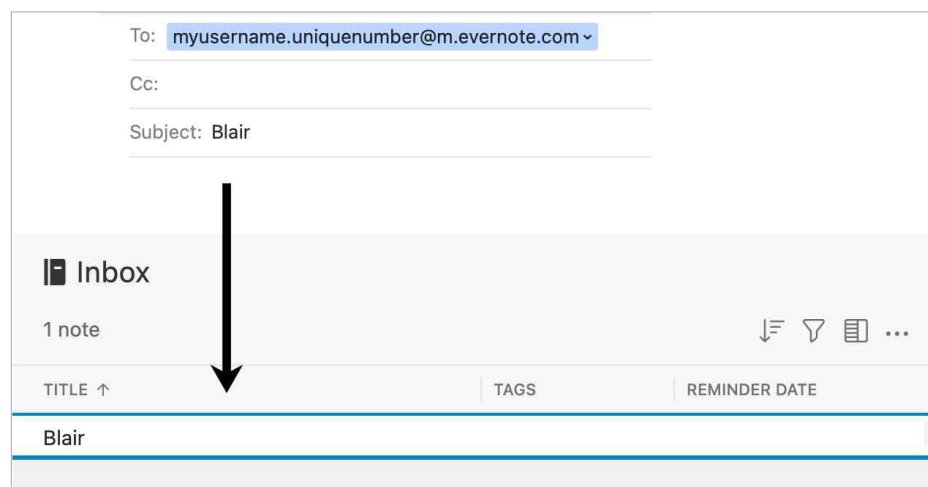 To: myusername.uniquenumber@m.evernote.com
Cc:
Subject: Blair
Inbox
1 note
TITLE ↑ TAGS REMINDER DATE
Blair